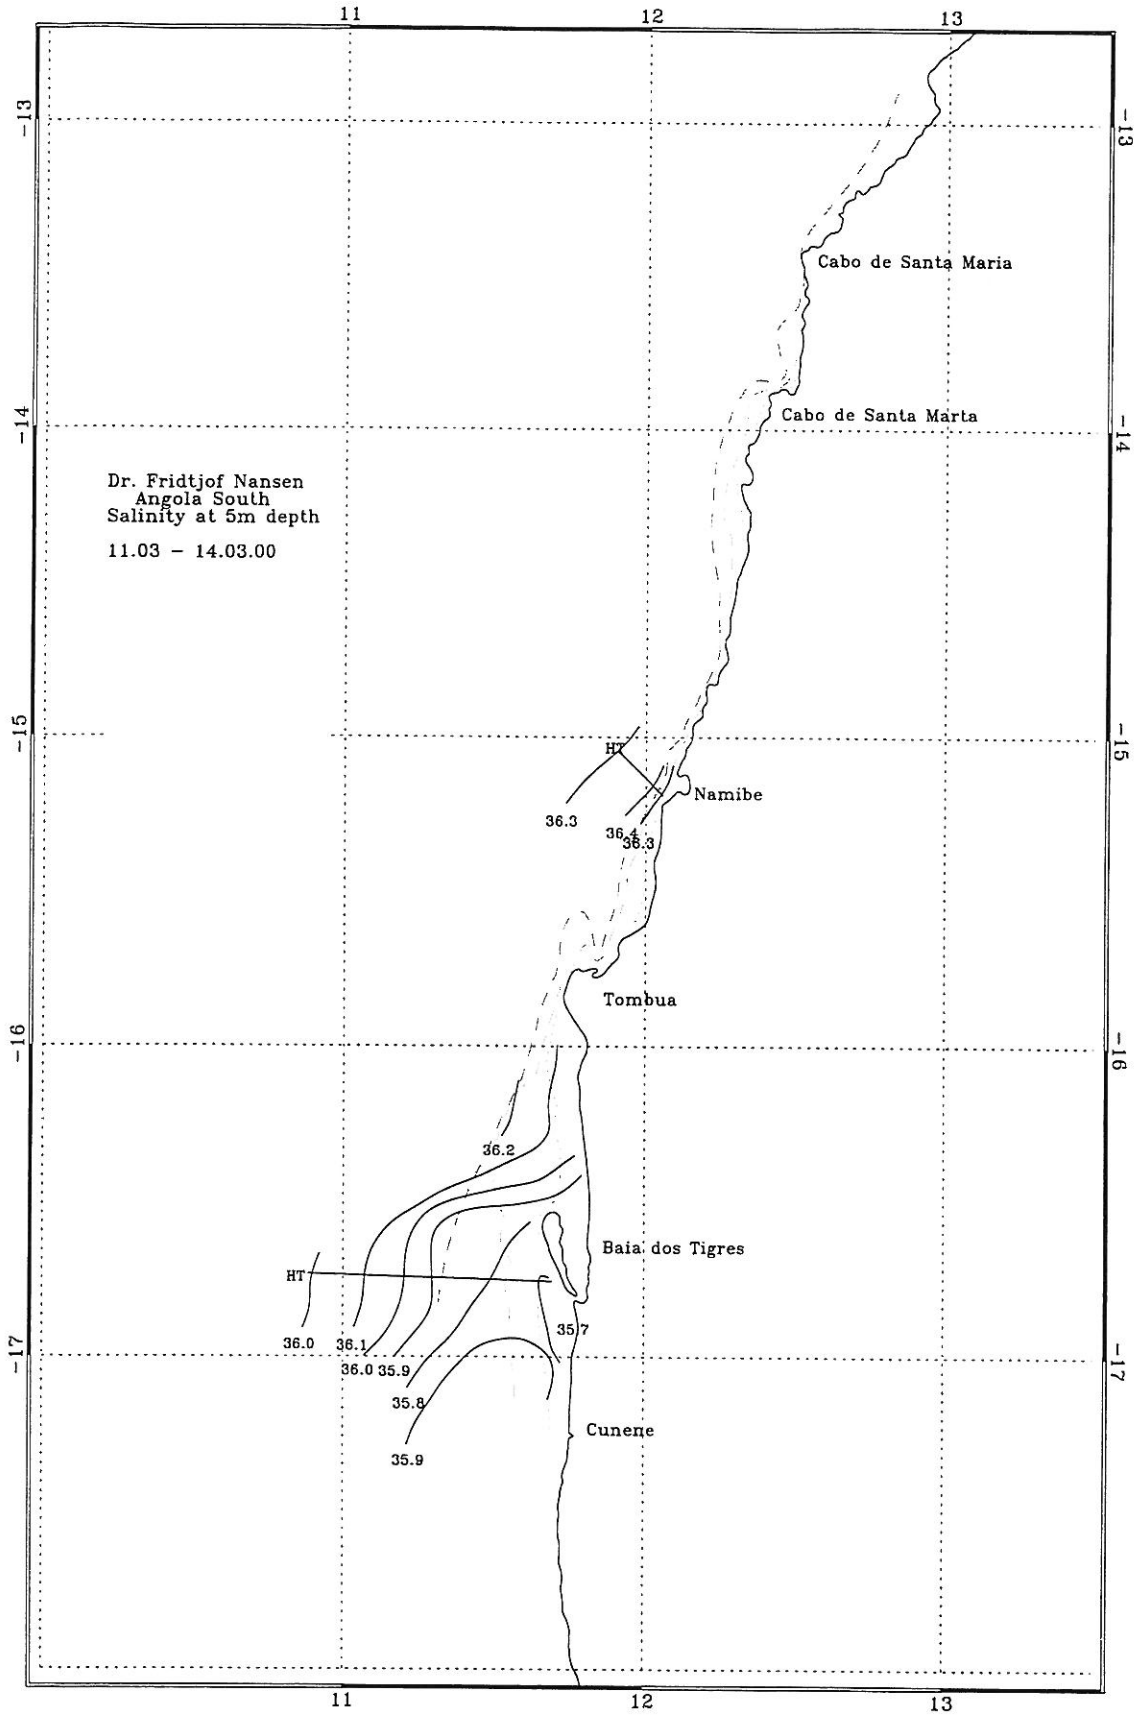 11 12 13
-13 -13
Cabo de Santa Maria
Cabo de Santa Marta
-14 -14
Dr. Fridtjof Nansen
Angola South
Salinity at 5m depth
11.03 – 14.03.00
-15 -15
HT
Namibe
36.3
36.4
36.3
Tombua
-16 -16
36.2
Baia dos Tigres
HT
35.7
36.0 36.1
36.0 35.9
-17 -17
35.8
Cunene
35.9
11 12 13